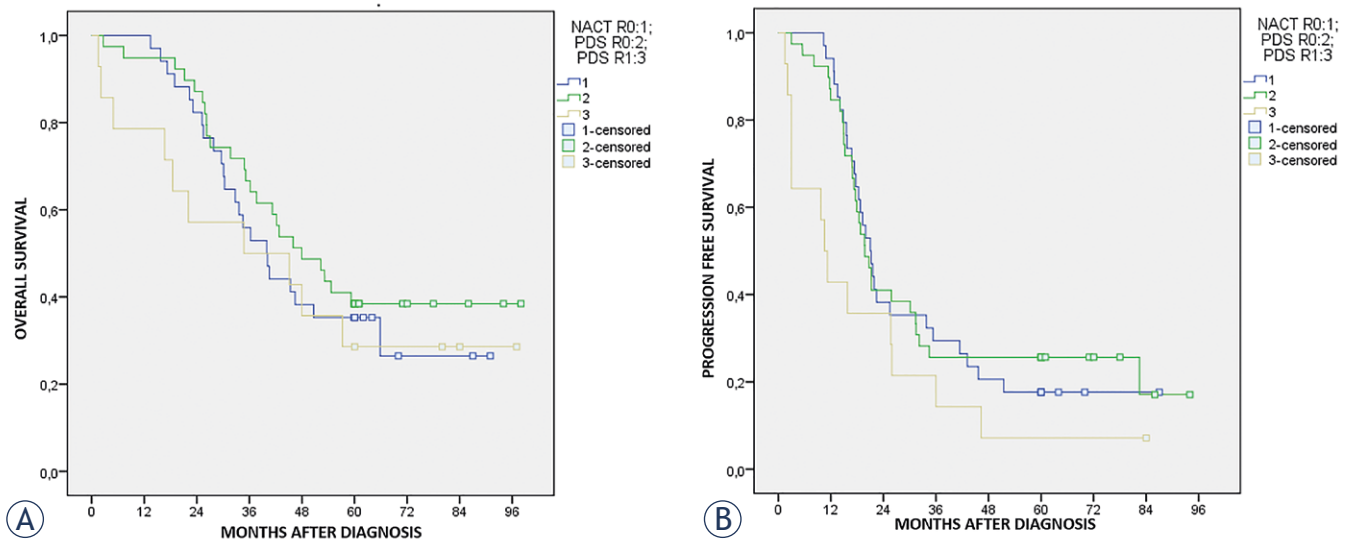 NACT R0:1;
PDS R0:2;
PDS R1:3
1
2
3
1-censored
2-censored
3-censored
OVERALL SURVIVAL
1,0
0,8
0,6
0,4
0,2
0,0
0 12 24 36 48 60 72 84 96
MONTHS AFTER DIAGNOSIS
A
NACT R0:1;
PDS R0:2;
PDS R1:3
1
2
3
1-censored
2-censored
3-censored
PROGRESSION FREE SURVIVAL
1,0
0,8
0,6
0,4
0,2
0,0
0 12 24 36 48 60 72 84 96
MONTHS AFTER DIAGNOSIS
B